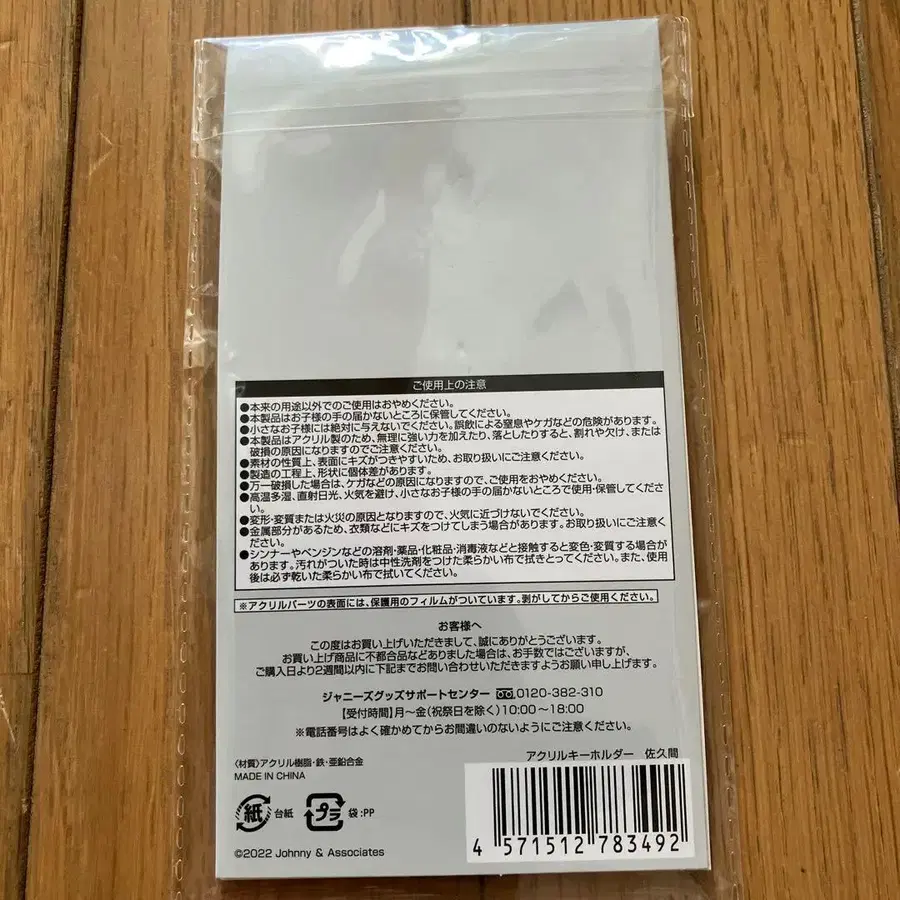 ご使用上の注意
●本来の用途以外でのご使用はおやめください。
●本製品はお子様の手の届かないところに保管してください。
●小さなお子様には絶対に与えないでください。誤飲による窒息やケガなどの危険があります。
●本製品はアクリル製のため、無理に強い力を加えたり、落としたりすると、割れや欠け、または
破損の原因になりますのでご注意ください。
●素材の性質上、表面にキズがつきやすいため、お取り扱いにご注意ください。
●製造の工程上、形状に個体差があります。
●万一破損した場合は、ケガなどの原因になりますので、ご使用をおやめください。
●高温多湿、直射日光、火気を避け、小さなお子様の手の届かないところで使用・保管してくださ
い。
●変形・変質または火災の原因となりますので、火気に近づけないでください。
●金属部分があるため、衣類などにキズをつけてしまう場合があります。お取り扱いにご注意く
ださい。
●シンナーやベンジンなどの溶剤・薬品・化粧品・消毒液などと接触すると変色・変質する場合が
あります。汚れがついた時は中性洗剤をつけた柔らかい布で拭きとってください。また、使用
後は必ず乾いた柔らかい布で拭いてください。
※アクリルパーツの表面には、保護用のフィルムがついています。剥がしてからご使用ください。
お客様へ
この度はお買い上げいただきまして、誠にありがとうございます。
お買い上げ商品に不都合品などありました場合は、お手数ではございますが、
ご購入日より2週間以内に下記までお問い合わせいただきますようお願い申し上げます。
ジャニーズグッズサポートセンター 0120-382-310
【受付時間】月〜金(祝祭日を除く)10:00〜18:00
※電話番号はよく確かめてからお間違いのないようにご注意ください。
アクリルキーホルダー 佐久間
〈材質〉アクリル樹脂・鉄・亜鉛合金
MADE IN CHINA
紙 台紙 プラ 袋:PP
4 571512 783492
©2022 Johnny & Associates